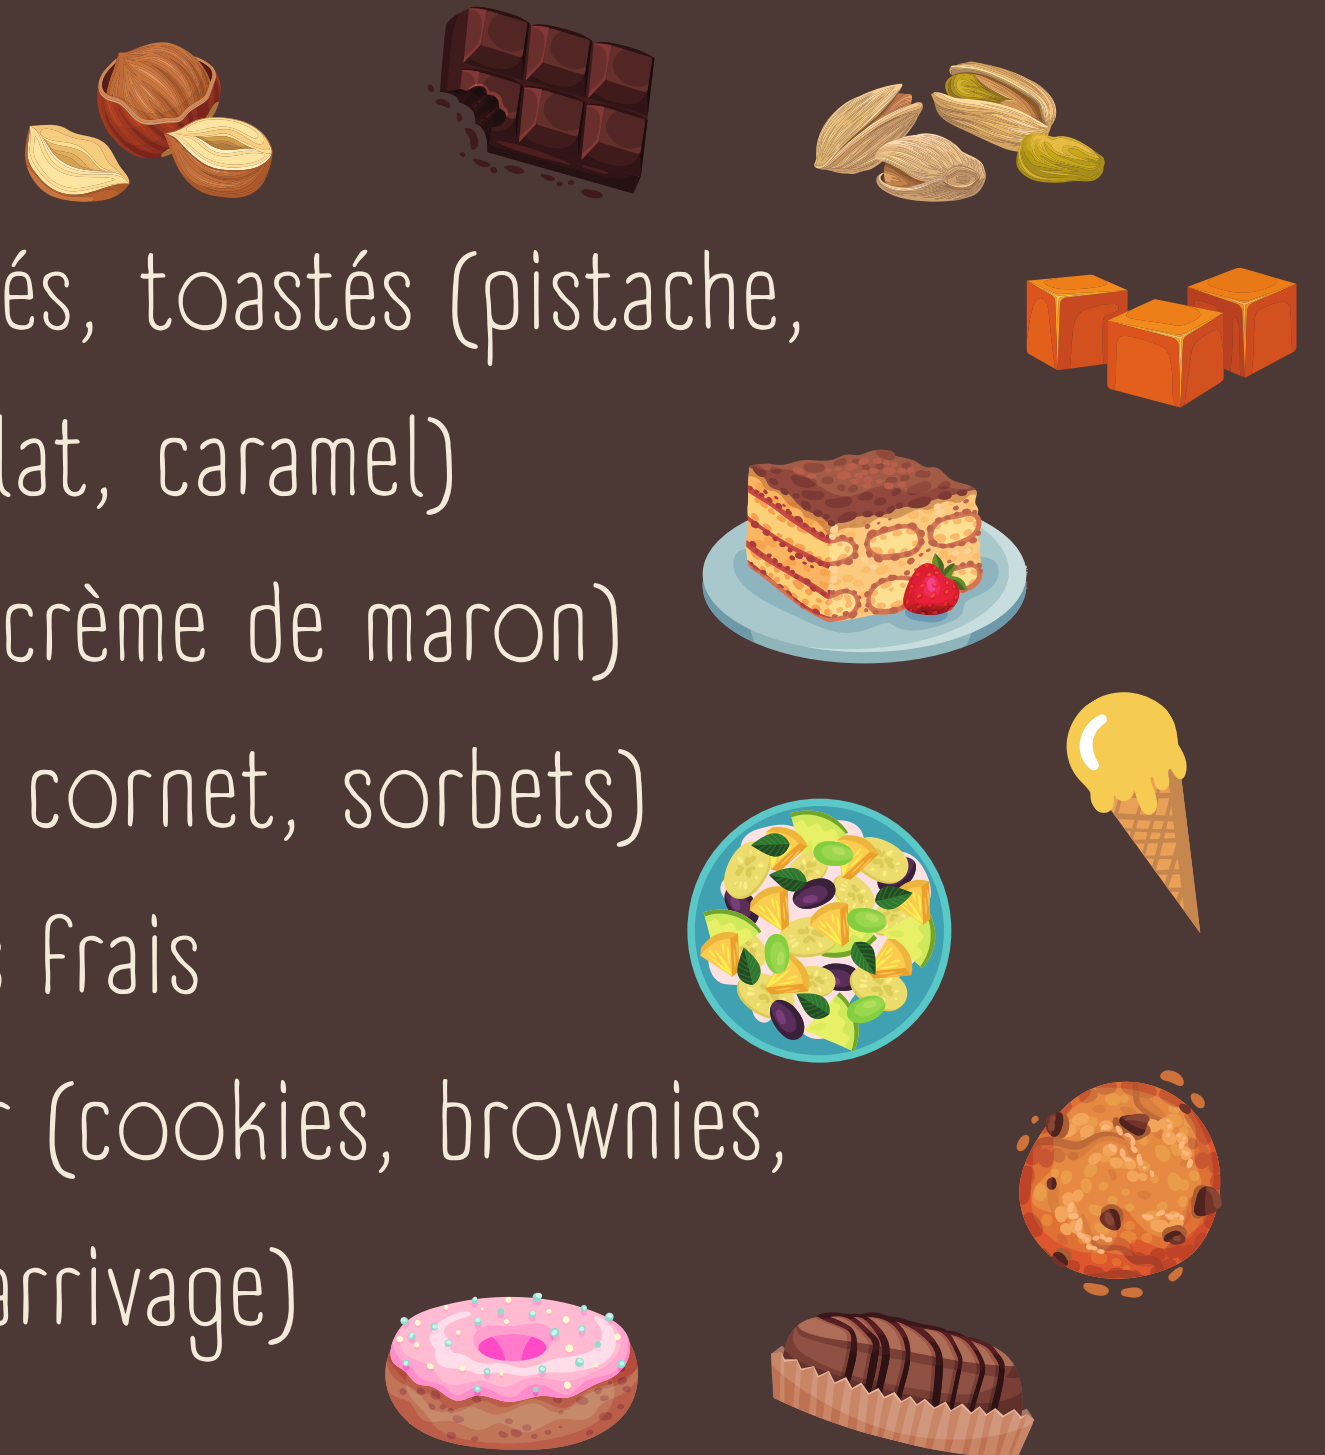 és, toastés (pistache,
lat, caramel)
crème de maron)
cornet, sorbets)
s frais
r (cookies, brownies,
arrivage)